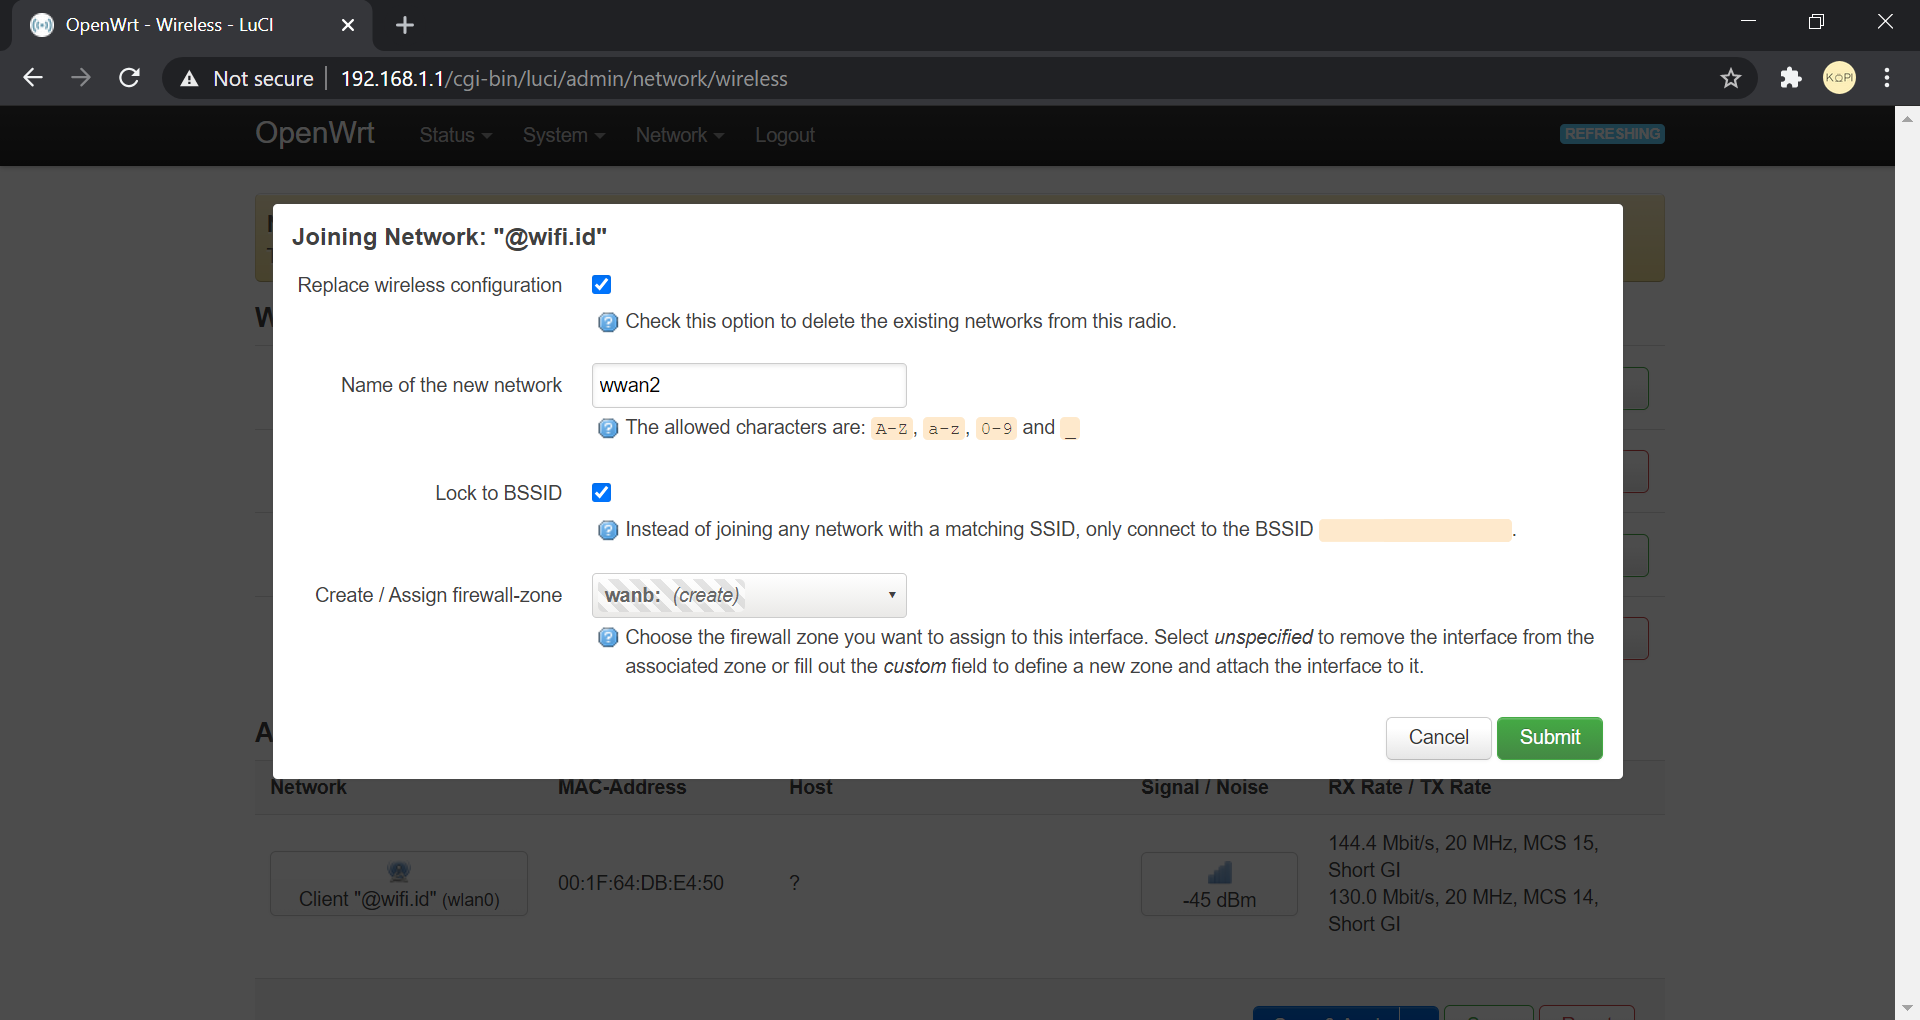 OpenWrt - Wireless - LuCI
Not secure 192.168.1.1/cgi-bin/luci/admin/network/wireless
KOPI
OpenWrt Status System Network Logout REFRESHING
Joining Network: "@wifi.id"
Replace wireless configuration
Check this option to delete the existing networks from this radio.
Name of the new network wwan2
The allowed characters are: A-Z, a-z, 0-9 and _
Lock to BSSID
Instead of joining any network with a matching SSID, only connect to the BSSID .
Create / Assign firewall-zone wanb: (create)
Choose the firewall zone you want to assign to this interface. Select unspecified to remove the interface from the
associated zone or fill out the custom field to define a new zone and attach the interface to it.
Cancel Submit
Network MAC-Address Host Signal / Noise RX Rate / TX Rate
Client "@wifi.id" (wlan0) 00:1F:64:DB:E4:50 ? -45 dBm
144.4 Mbit/s, 20 MHz, MCS 15,
Short GI
130.0 Mbit/s, 20 MHz, MCS 14,
Short GI